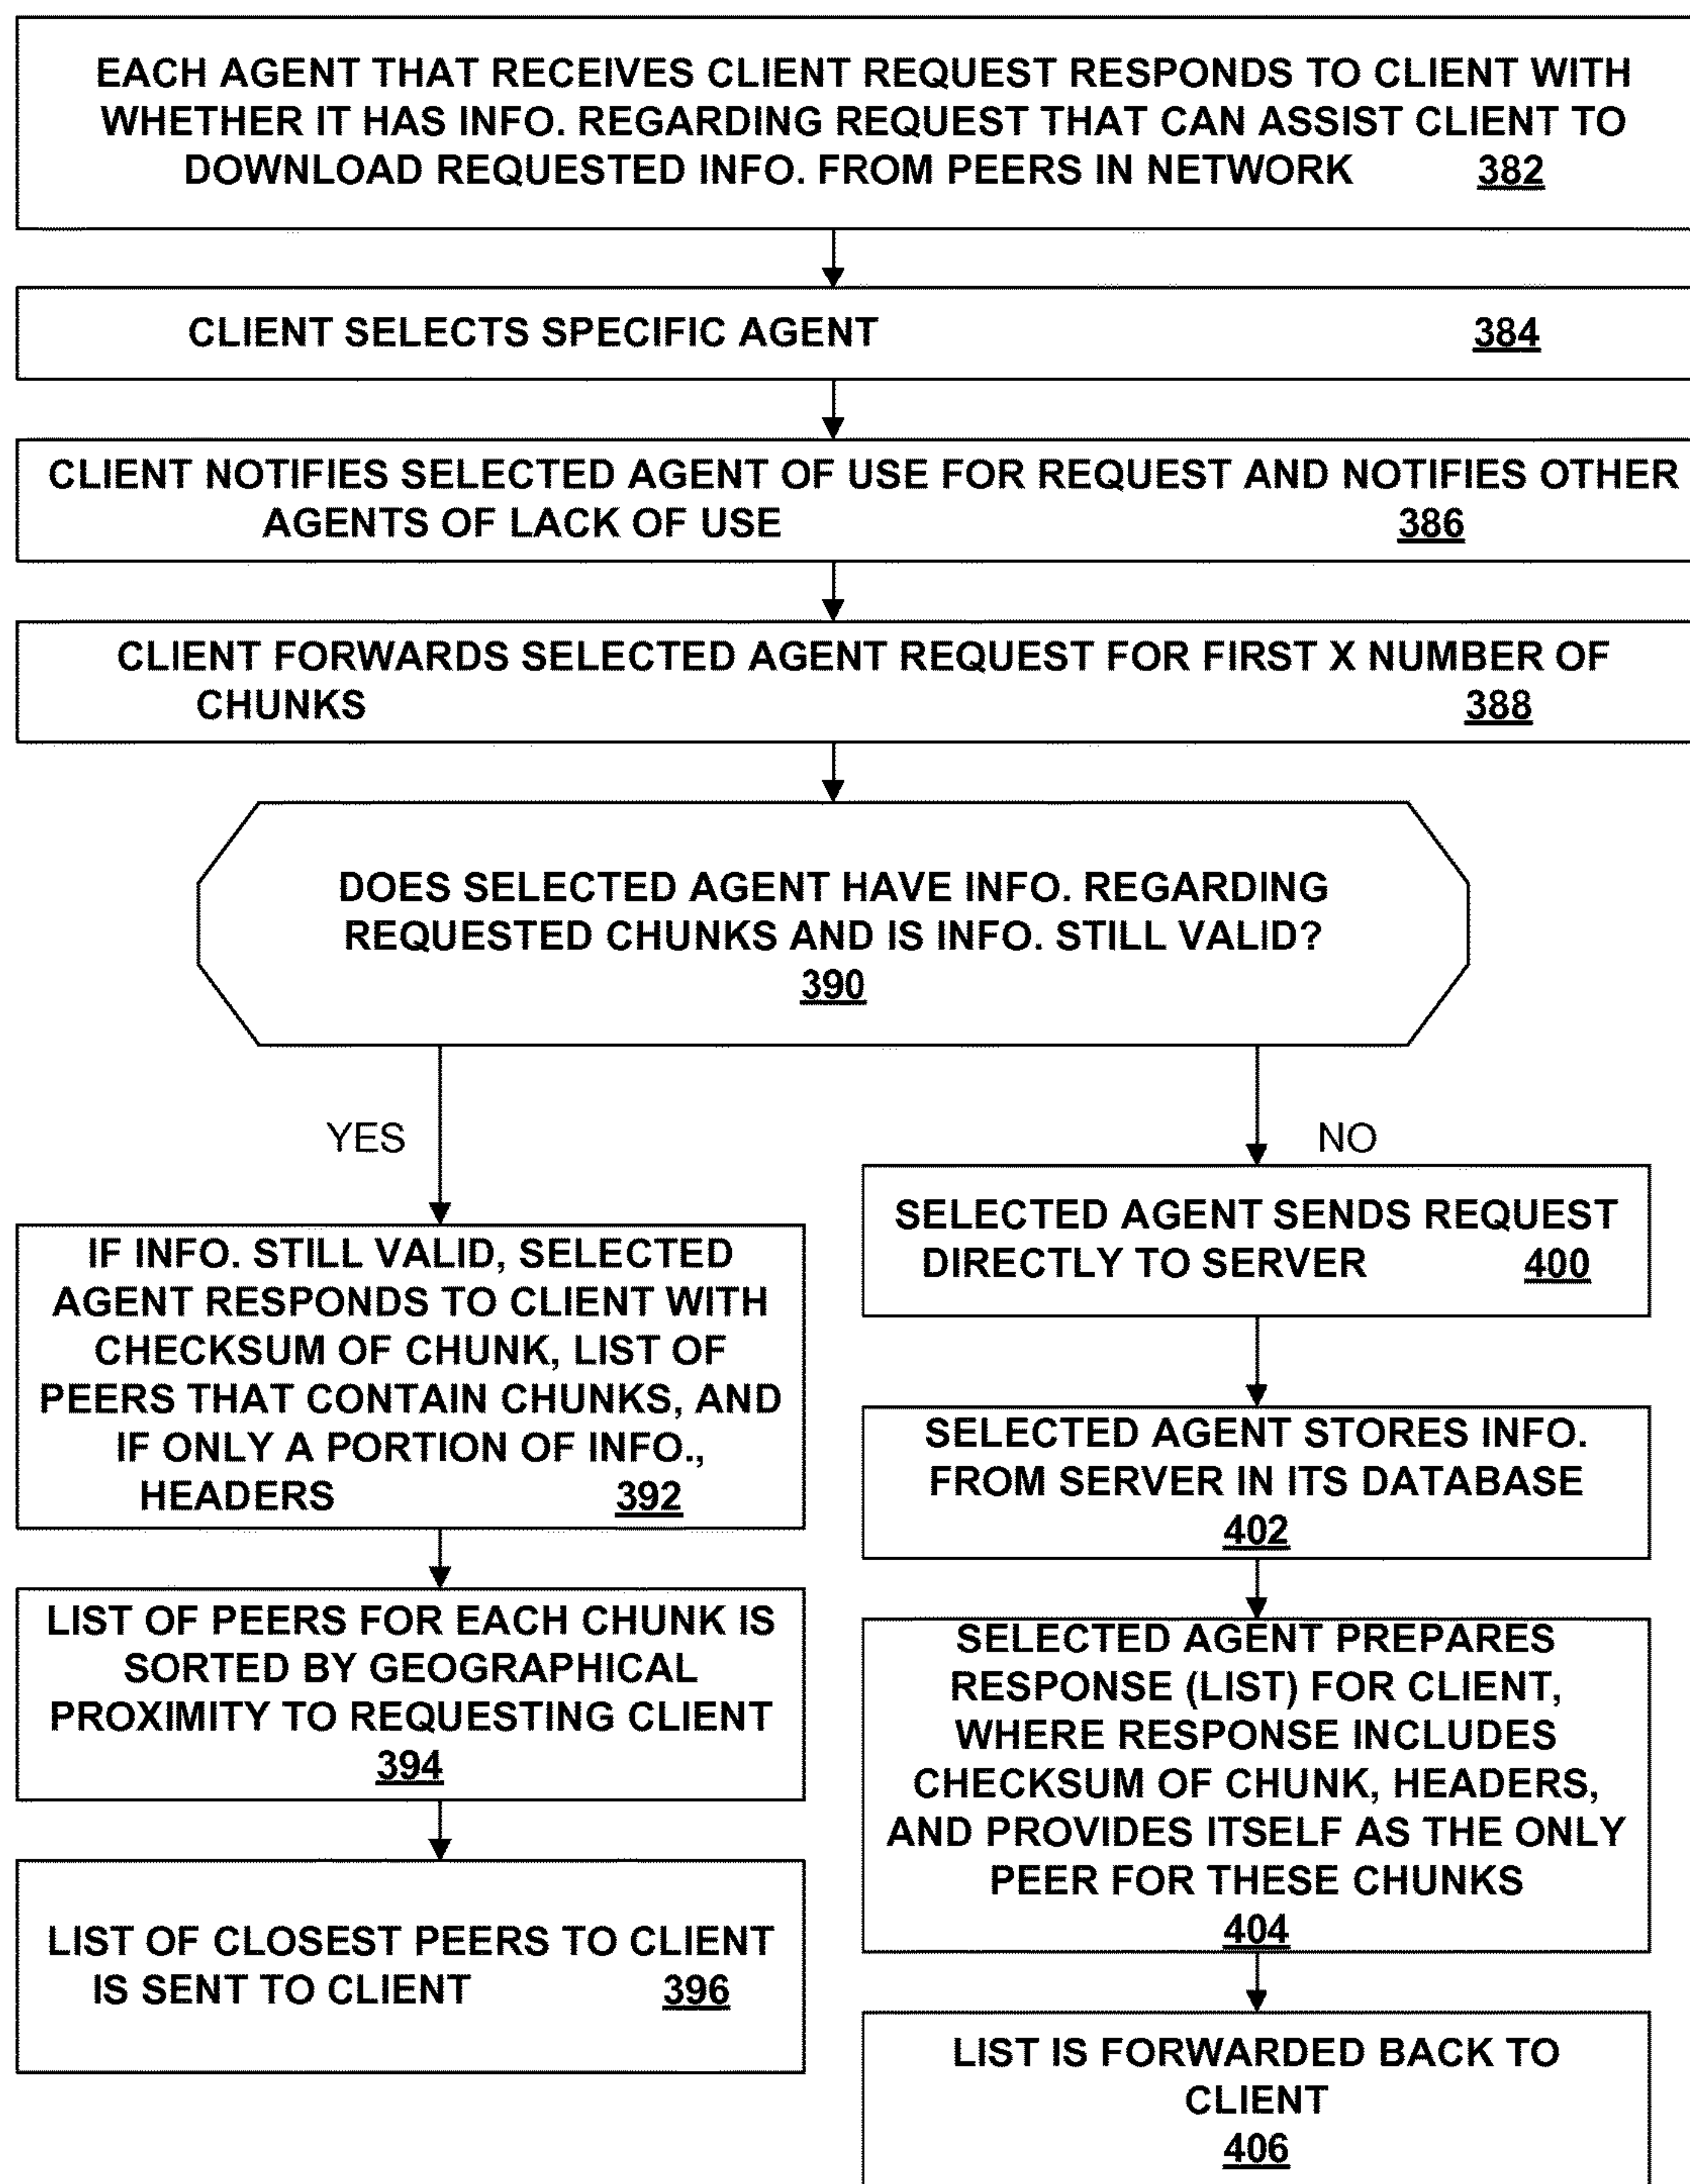 EACH AGENT THAT RECEIVES CLIENT REQUEST RESPONDS TO CLIENT WITH
WHETHER IT HAS INFO. REGARDING REQUEST THAT CAN ASSIST CLIENT TO
DOWNLOAD REQUESTED INFO. FROM PEERS IN NETWORK 382
CLIENT SELECTS SPECIFIC AGENT 384
CLIENT NOTIFIES SELECTED AGENT OF USE FOR REQUEST AND NOTIFIES OTHER
AGENTS OF LACK OF USE 386
CLIENT FORWARDS SELECTED AGENT REQUEST FOR FIRST X NUMBER OF
CHUNKS 388
DOES SELECTED AGENT HAVE INFO. REGARDING
REQUESTED CHUNKS AND IS INFO. STILL VALID?
390
YES
IF INFO. STILL VALID, SELECTED
AGENT RESPONDS TO CLIENT WITH
CHECKSUM OF CHUNK, LIST OF
PEERS THAT CONTAIN CHUNKS, AND
IF ONLY A PORTION OF INFO.,
HEADERS 392
LIST OF PEERS FOR EACH CHUNK IS
SORTED BY GEOGRAPHICAL
PROXIMITY TO REQUESTING CLIENT
394
LIST OF CLOSEST PEERS TO CLIENT
IS SENT TO CLIENT 396
NO
SELECTED AGENT SENDS REQUEST
DIRECTLY TO SERVER 400
SELECTED AGENT STORES INFO.
FROM SERVER IN ITS DATABASE
402
SELECTED AGENT PREPARES
RESPONSE (LIST) FOR CLIENT,
WHERE RESPONSE INCLUDES
CHECKSUM OF CHUNK, HEADERS,
AND PROVIDES ITSELF AS THE ONLY
PEER FOR THESE CHUNKS
404
LIST IS FORWARDED BACK TO
CLIENT
406